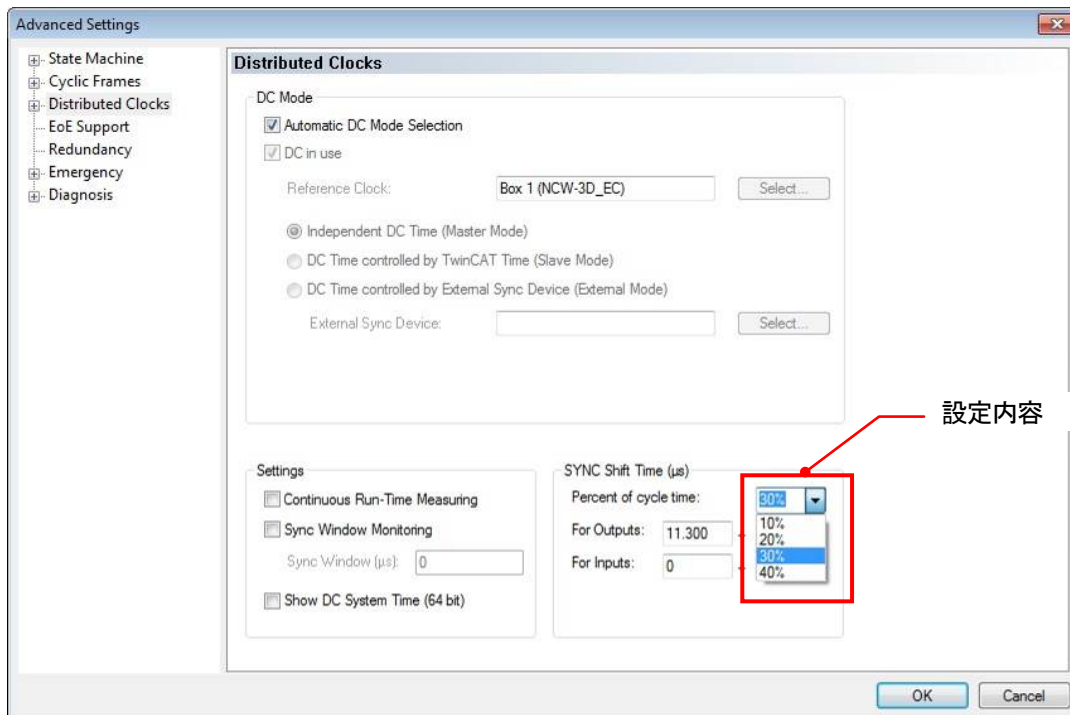 Advanced Settings
State Machine
Cyclic Frames
Distributed Clocks
EoE Support
Redundancy
Emergency
Diagnosis
Distributed Clocks
DC Mode
Automatic DC Mode Selection
DC in use
Reference Clock: Box 1 (NCW-3D_EC) Select...
Independent DC Time (Master Mode)
DC Time controlled by TwinCAT Time (Slave Mode)
DC Time controlled by External Sync Device (External Mode)
External Sync Device: Select...
設定内容
Settings
Continuous Run-Time Measuring
Sync Window Monitoring
Sync Window (µs): 0
Show DC System Time (64 bit)
SYNC Shift Time (µs)
Percent of cycle time: 30%
10%
20%
30%
40%
For Outputs: 11.300
For Inputs: 0
OK Cancel